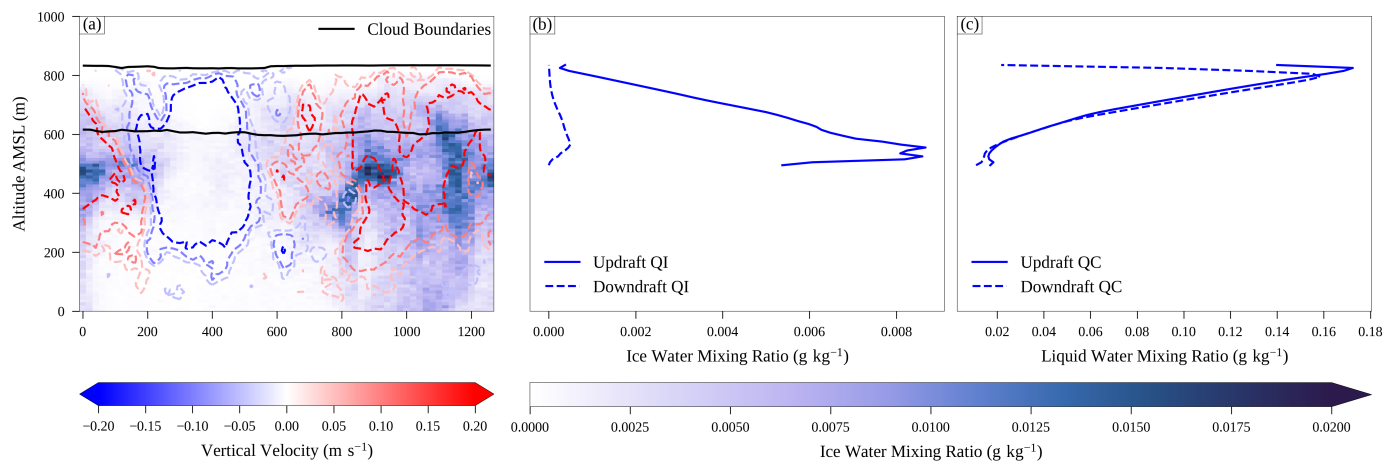 (a)
Cloud Boundaries
1000
800
600
400
200
0
Altitude AMSL (m)
0 200 400 600 800 1000 1200
(b)
Updraft QI
Downdraft QI
0.000 0.002 0.004 0.006 0.008
Ice Water Mixing Ratio (g kg⁻¹)
(c)
Updraft QC
Downdraft QC
0.02 0.04 0.06 0.08 0.10 0.12 0.14 0.16 0.18
Liquid Water Mixing Ratio (g kg⁻¹)
−0.20 −0.15 −0.10 −0.05 0.00 0.05 0.10 0.15 0.20
Vertical Velocity (m s⁻¹)
0.0000 0.0025 0.0050 0.0075 0.0100 0.0125 0.0150 0.0175 0.0200
Ice Water Mixing Ratio (g kg⁻¹)